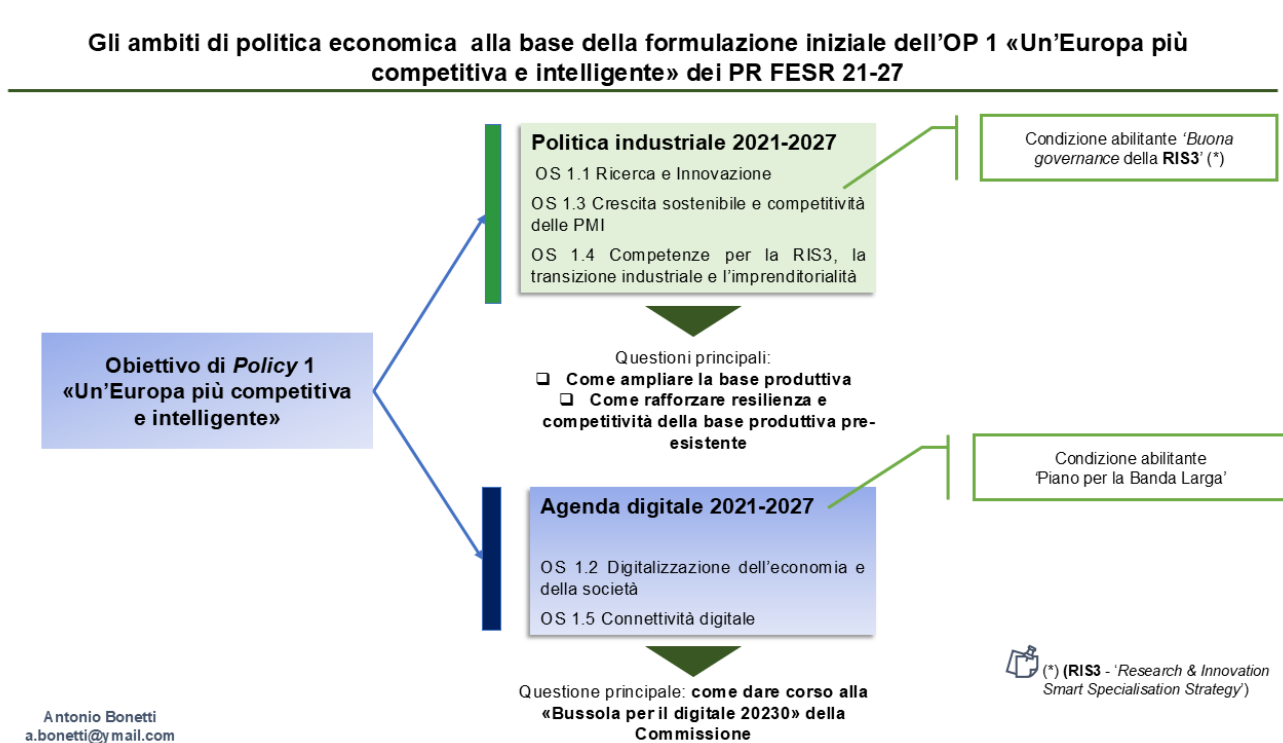 Gli ambiti di politica economica alla base della formulazione iniziale dell'OP 1 «Un'Europa più
competitiva e intelligente» dei PR FESR 21-27
Politica industriale 2021-2027
OS 1.1 Ricerca e Innovazione
OS 1.3 Crescita sostenibile e competitività
delle PMI
OS 1.4 Competenze per la RIS3, la
transizione industriale e l'imprenditorialità
Condizione abilitante 'Buona
governance della RIS3' (*)
Questioni principali:
❑ Come ampliare la base produttiva
❑ Come rafforzare resilienza e
competitività della base produttiva pre-
esistente
Obiettivo di Policy 1
«Un'Europa più competitiva
e intelligente»
Condizione abilitante
'Piano per la Banda Larga'
Agenda digitale 2021-2027
OS 1.2 Digitalizzazione dell'economia e
della società
OS 1.5 Connettività digitale
Questione principale: come dare corso alla
«Bussola per il digitale 20230» della
Commissione
(*) (RIS3 - 'Research & Innovation
Smart Specialisation Strategy')
Antonio Bonetti
a.bonetti@ymail.com